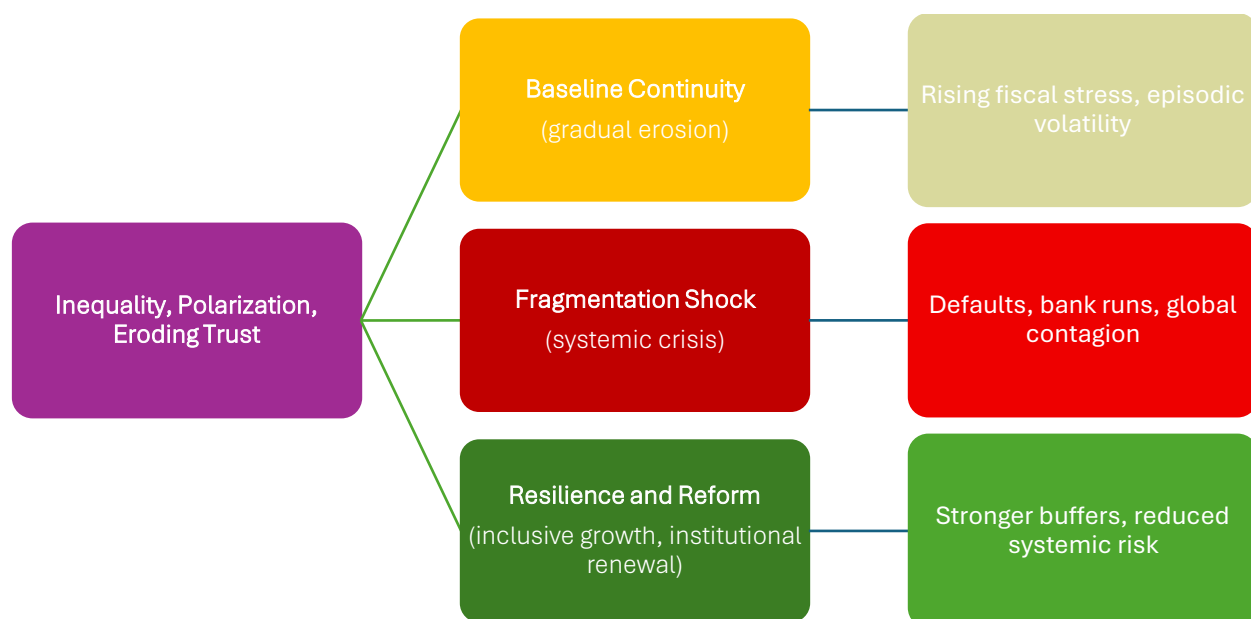 Inequality, Polarization,
Eroding Trust
Baseline Continuity
(gradual erosion)
Rising fiscal stress, episodic
volatility
Fragmentation Shock
(systemic crisis)
Defaults, bank runs, global
contagion
Resilience and Reform
(inclusive growth, institutional
renewal)
Stronger buffers, reduced
systemic risk